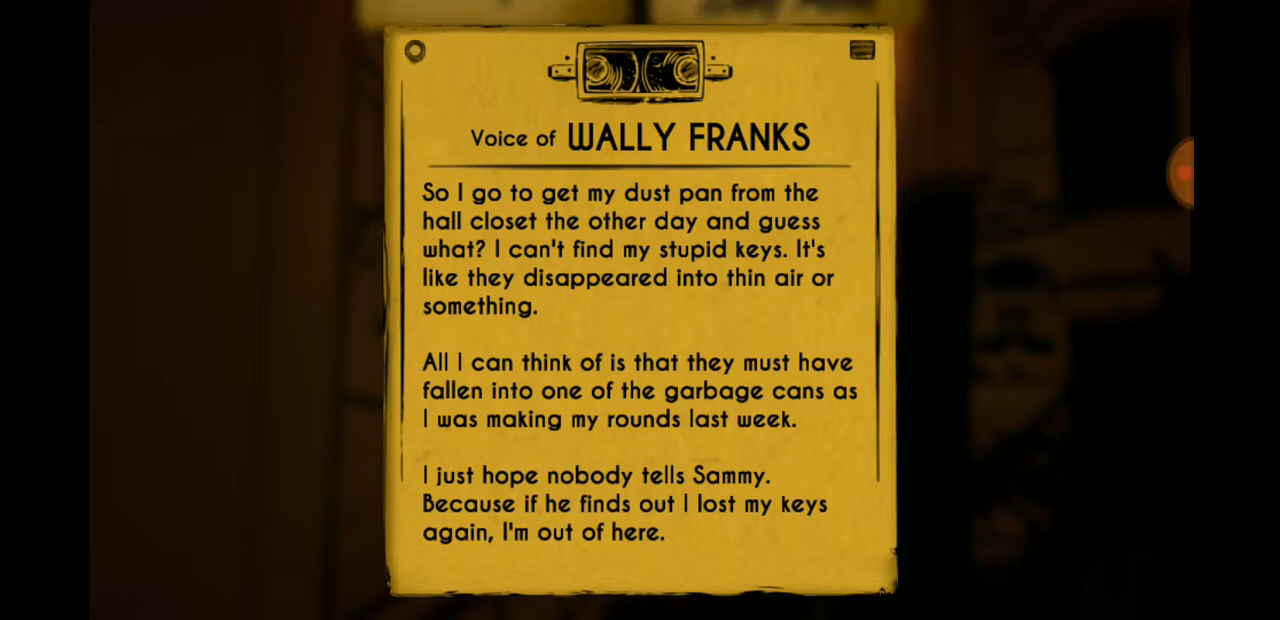 Voice of WALLY FRANKS
So I go to get my dust pan from the
hall closet the other day and guess
what? I can't find my stupid keys. It's
like they disappeared into thin air or
something.
All I can think of is that they must have
fallen into one of the garbage cans as
I was making my rounds last week.
I just hope nobody tells Sammy.
Because if he finds out I lost my keys
again, I'm out of here.